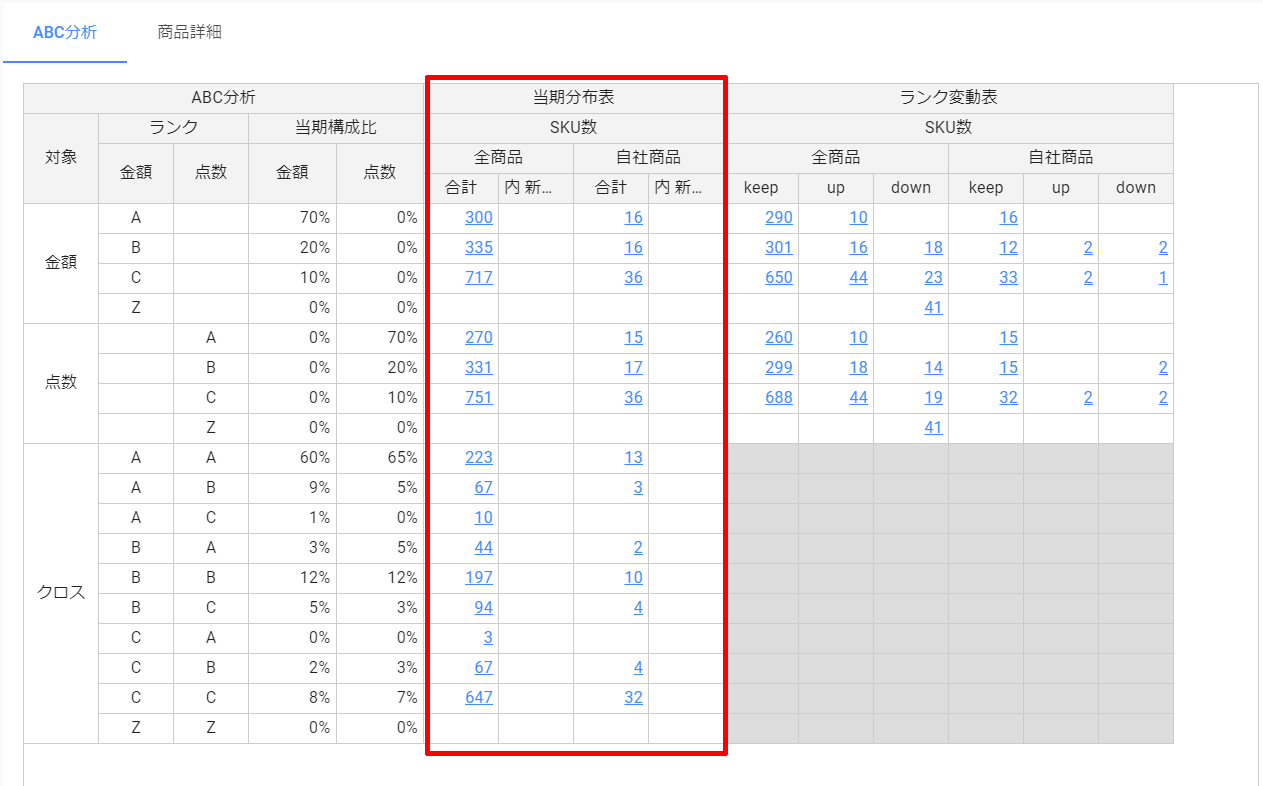 ABC分析 商品詳細
ABC分析 当期分布表 ランク変動表
ランク 当期構成比 SKU数 SKU数
対象 金額 点数 金額 点数 全商品 自社商品 全商品 自社商品
合計 内 新... 合計 内 新... keep up down keep up down
金額 A 70% 0% 300 16 290 10 16
B 20% 0% 335 16 301 16 18 12 2 2
C 10% 0% 717 36 650 44 23 33 2 1
Z 0% 0% 41
点数 A 0% 70% 270 15 260 10 15
B 0% 20% 331 17 299 18 14 15 2
C 0% 10% 751 36 688 44 19 32 2 2
Z 0% 0% 41
クロス A A 60% 65% 223 13
A B 9% 5% 67 3
A C 1% 0% 10
B A 3% 5% 44 2
B B 12% 12% 197 10
B C 5% 3% 94 4
C A 0% 0% 3
C B 2% 3% 67 4
C C 8% 7% 647 32
Z Z 0% 0%